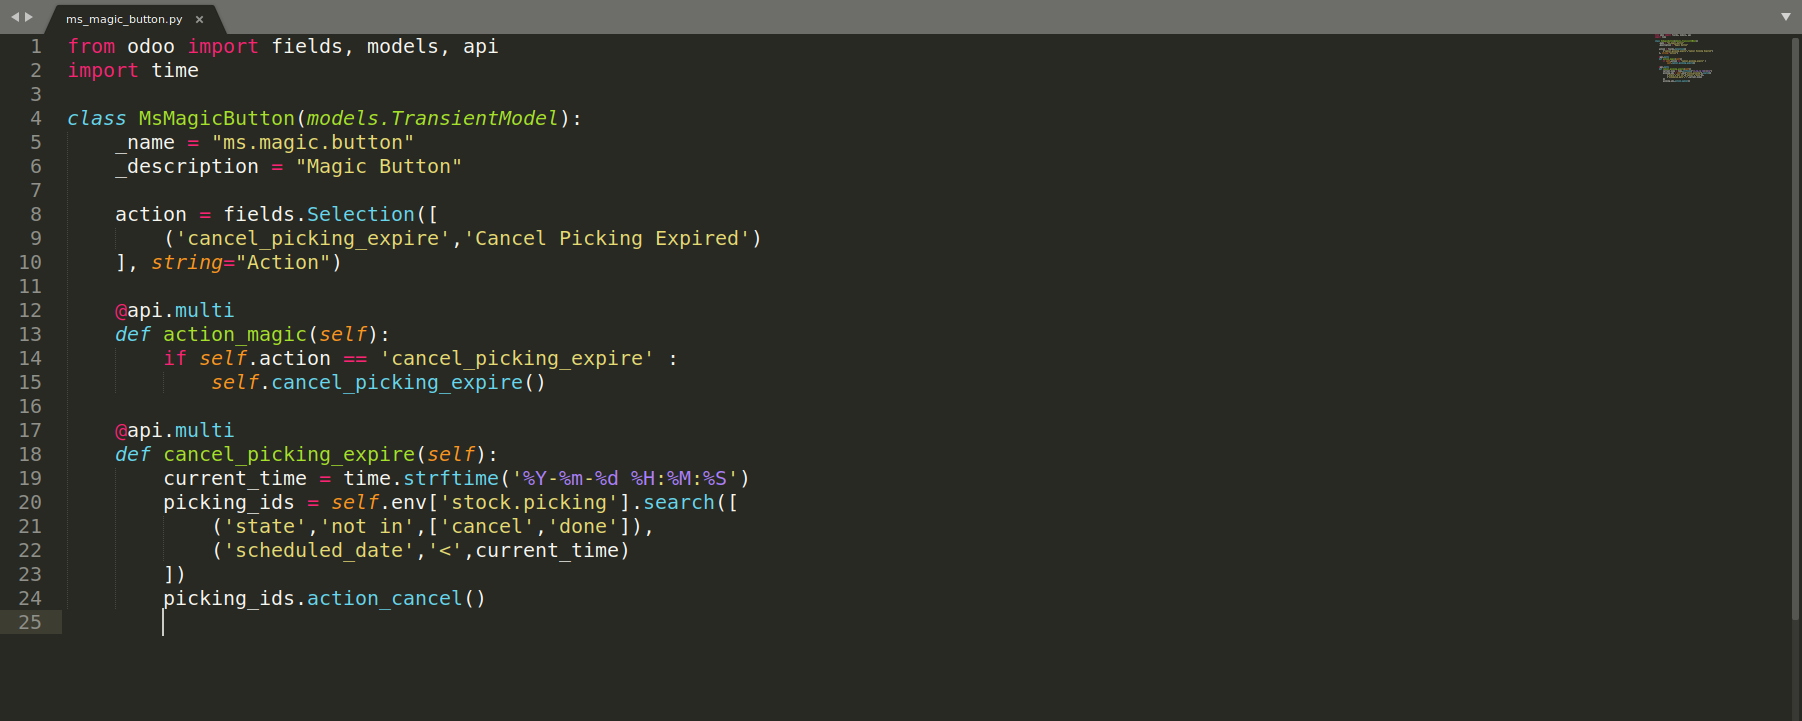 ms_magic_button.py ×
1 from odoo import fields, models, api
2 import time
3
4 class MsMagicButton(models.TransientModel):
5     _name = "ms.magic.button"
6     _description = "Magic Button"
7
8     action = fields.Selection([
9         ('cancel_picking_expire','Cancel Picking Expired')
10     ], string="Action")
11
12     @api.multi
13     def action_magic(self):
14         if self.action == 'cancel_picking_expire' :
15             self.cancel_picking_expire()
16
17     @api.multi
18     def cancel_picking_expire(self):
19         current_time = time.strftime('%Y-%m-%d %H:%M:%S')
20         picking_ids = self.env['stock.picking'].search([
21             ('state','not in',['cancel','done']),
22             ('scheduled_date','<',current_time)
23         ])
24         picking_ids.action_cancel()
25